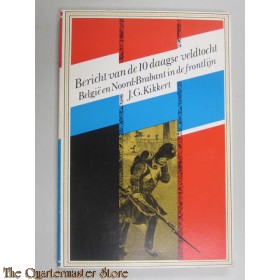 Bericht van de 10 daagse veldtocht
België en Noord-Brabant in de frontlijn
J.G. Kikkert
The Quartermaster Store